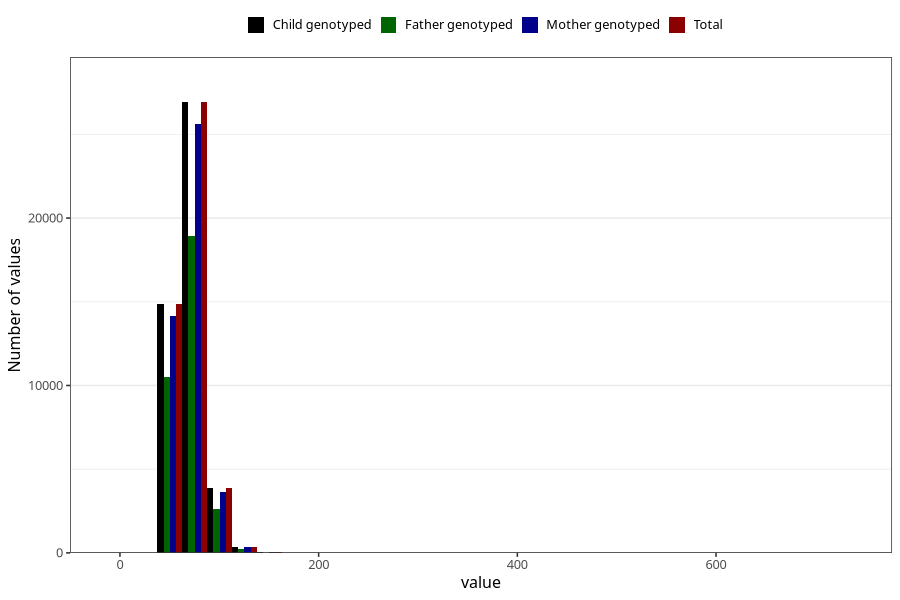 Child genotyped Father genotyped Mother genotyped Total
Number of values
20000
10000
0
0 200 400 600
value